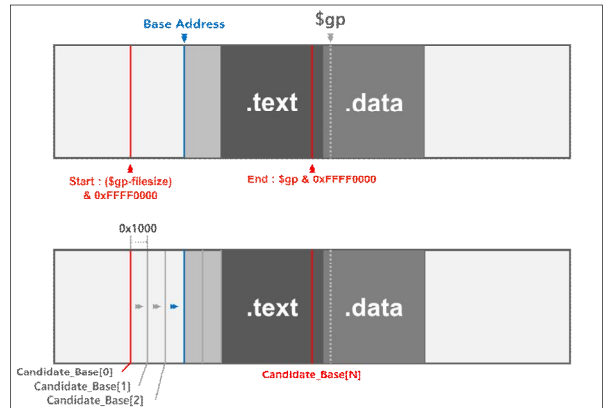 Base Address
$gp
.text
.data
Start : ($gp-filesize)
& 0xFFFF0000
End : $gp & 0xFFFF0000
0x1000
.text
.data
Candidate_Base[0]
Candidate_Base[N]
Candidate_Base[1]
Candidate_Base[2]